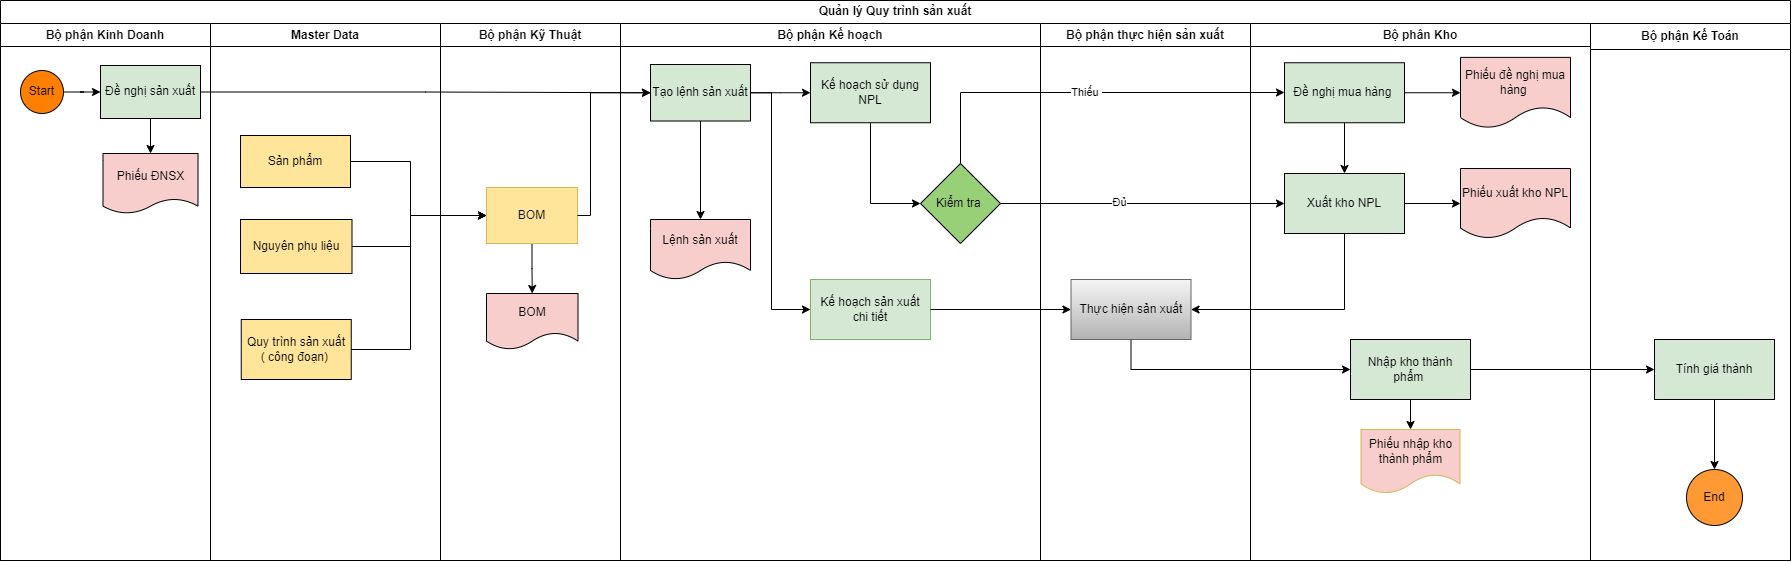 Quản lý Quy trình sản xuất
Bộ phận Kinh Doanh
Master Data
Bộ phận Kỹ Thuật
Bộ phận Kế hoạch
Bộ phận thực hiện sản xuất
Bộ phân Kho
Bộ phận Kế Toán
Start
Đề nghị sản xuất
Phiếu ĐNSX
Sản phẩm
Nguyên phụ liệu
Quy trình sản xuất
( công đoạn)
BOM
BOM
Tạo lệnh sản xuất
Lệnh sản xuất
Kế hoạch sử dụng
NPL
Kiểm tra
Thiếu
Đủ
Kế hoạch sản xuất
chi tiết
Thực hiện sản xuất
Đề nghị mua hàng
Phiếu đề nghị mua
hàng
Xuất kho NPL
Phiếu xuất kho NPL
Nhập kho thành
phẩm
Phiếu nhập kho
thành phẩm
Tính giá thành
End